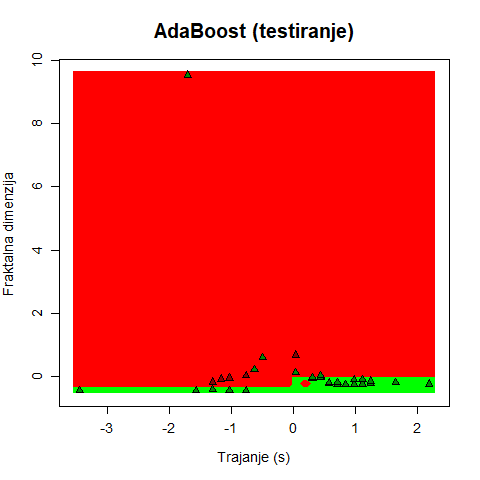 AdaBoost (testiranje)
Fraktalna dimenzija
10
8
6
4
2
0
-3 -2 -1 0 1 2
Trajanje (s)